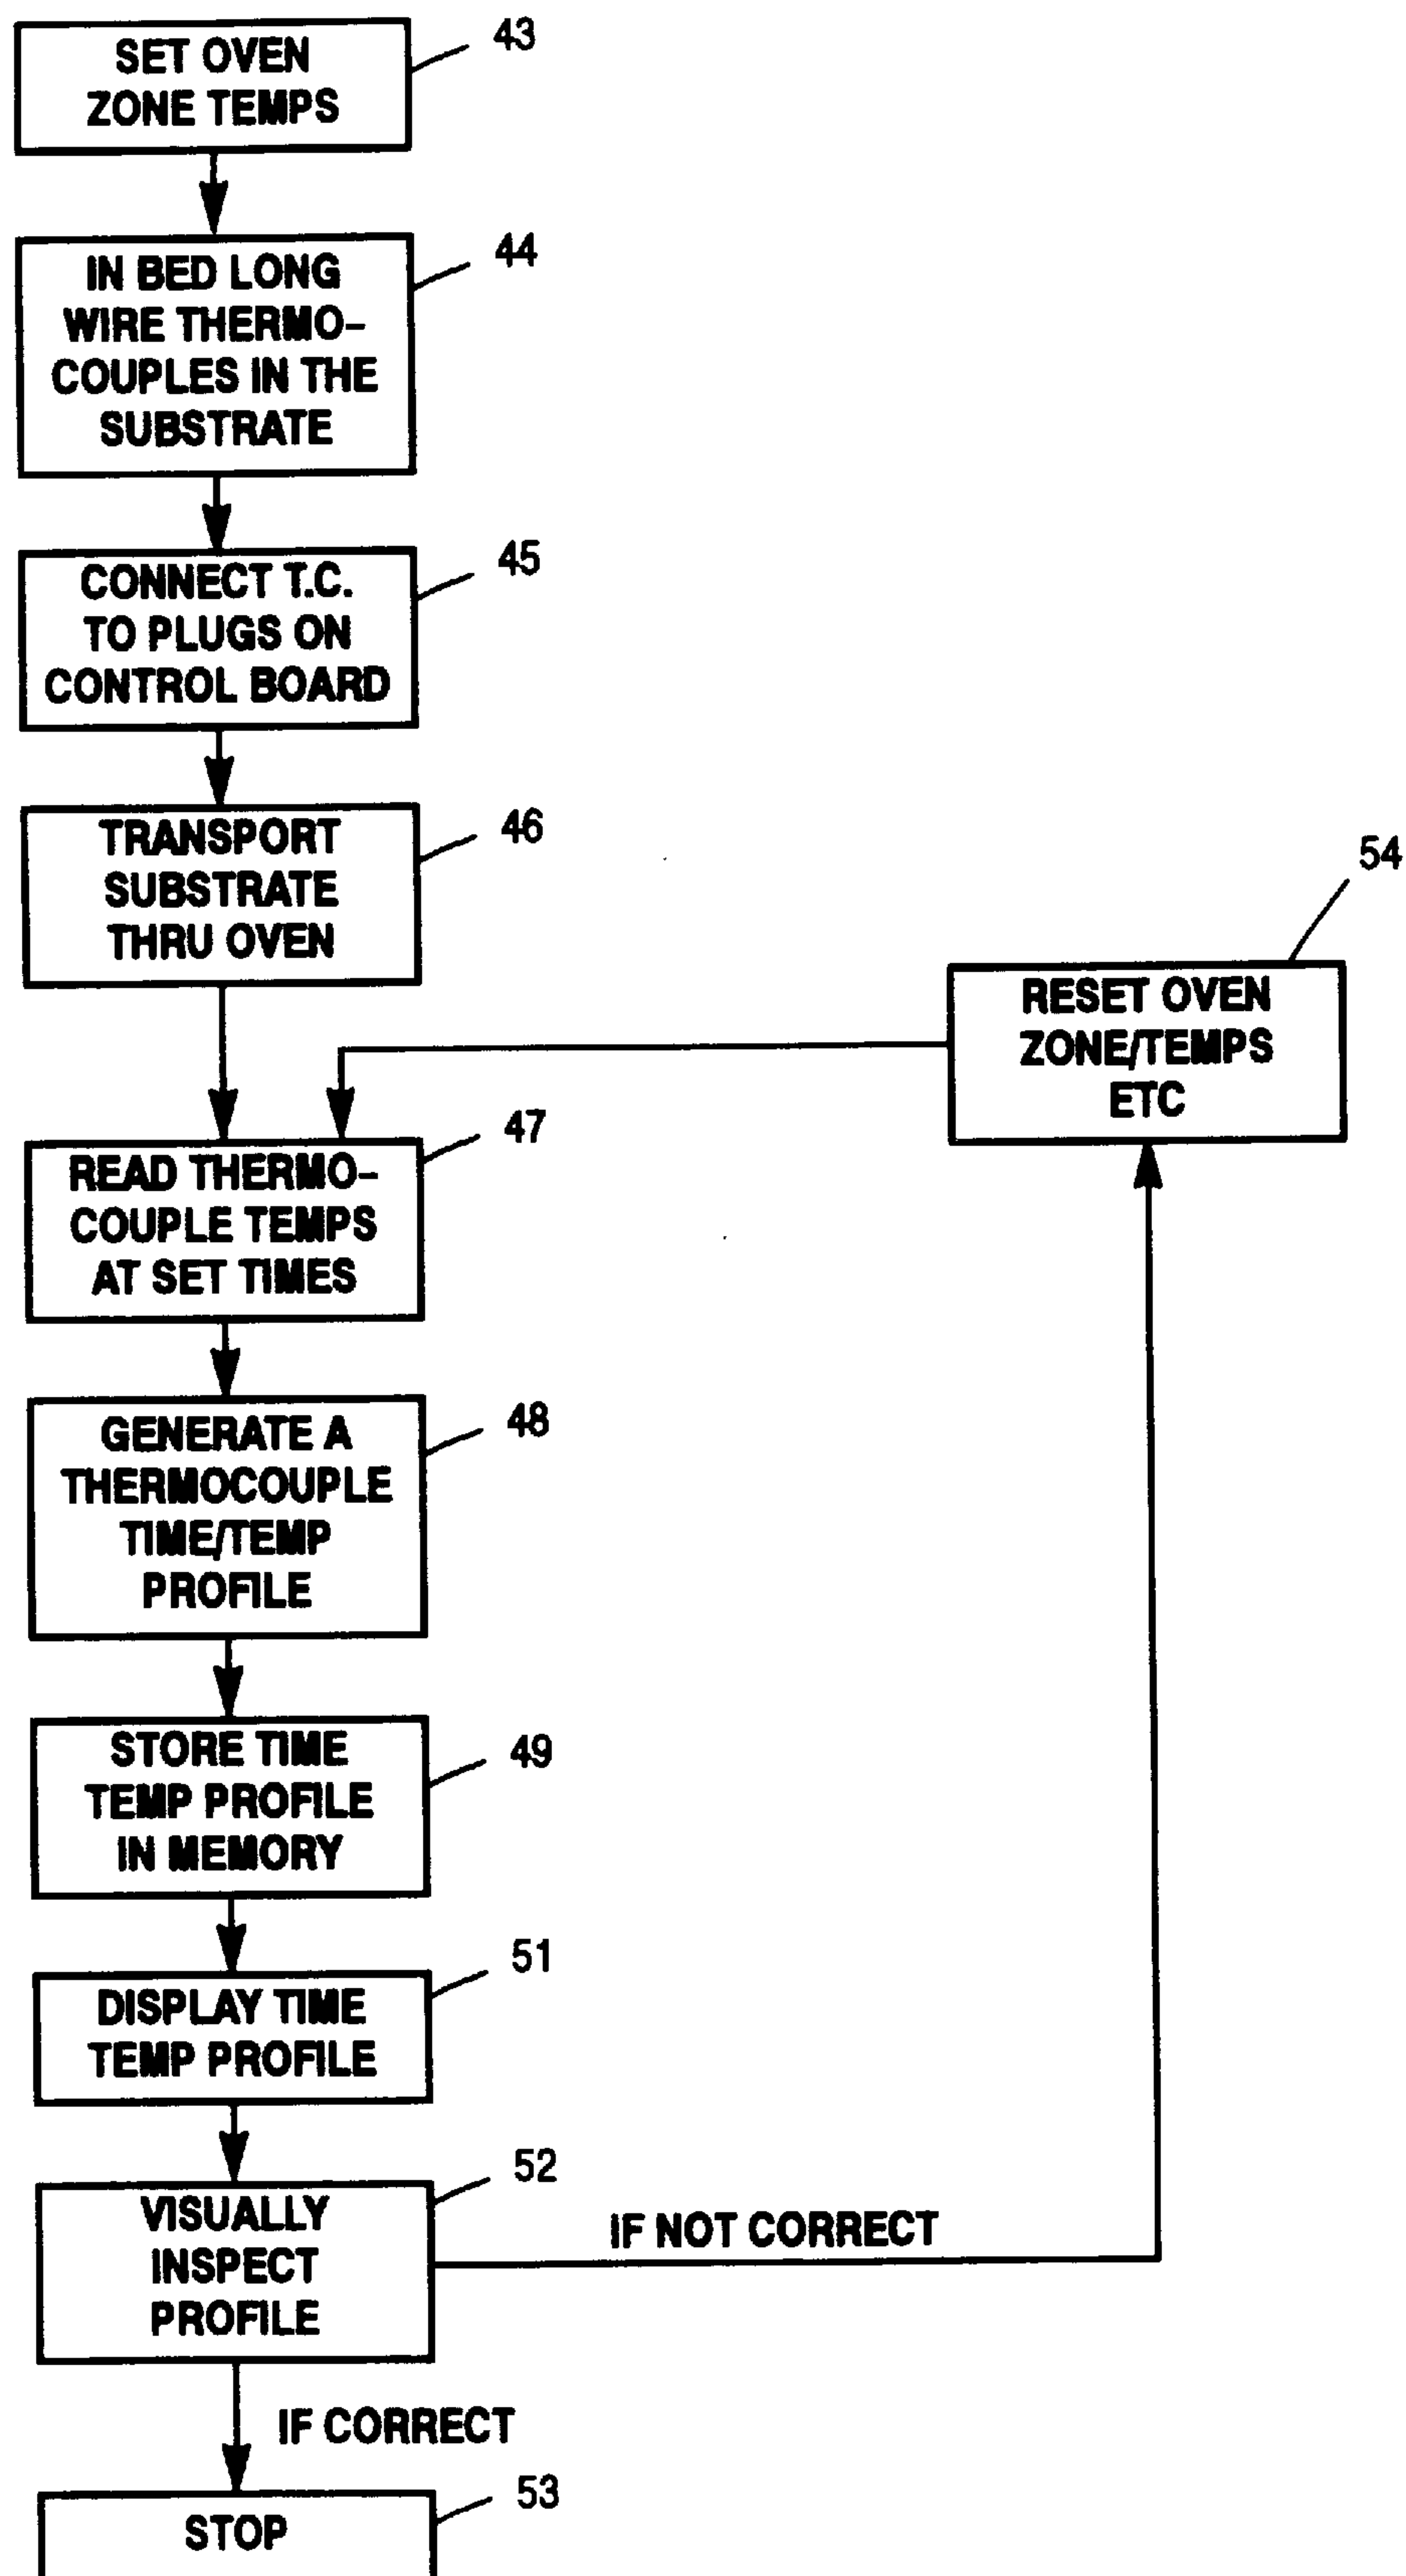 43
SET OVEN
ZONE TEMPS
44
IN BED LONG
WIRE THERMO-
COUPLES IN THE
SUBSTRATE
45
CONNECT T.C.
TO PLUGS ON
CONTROL BOARD
46
TRANSPORT
SUBSTRATE
THRU OVEN
54
RESET OVEN
ZONE/TEMPS
ETC
47
READ THERMO-
COUPLE TEMPS
AT SET TIMES
48
GENERATE A
THERMOCOUPLE
TIME/TEMP
PROFILE
49
STORE TIME
TEMP PROFILE
IN MEMORY
51
DISPLAY TIME
TEMP PROFILE
52
VISUALLY
INSPECT
PROFILE
IF NOT CORRECT
IF CORRECT
53
STOP